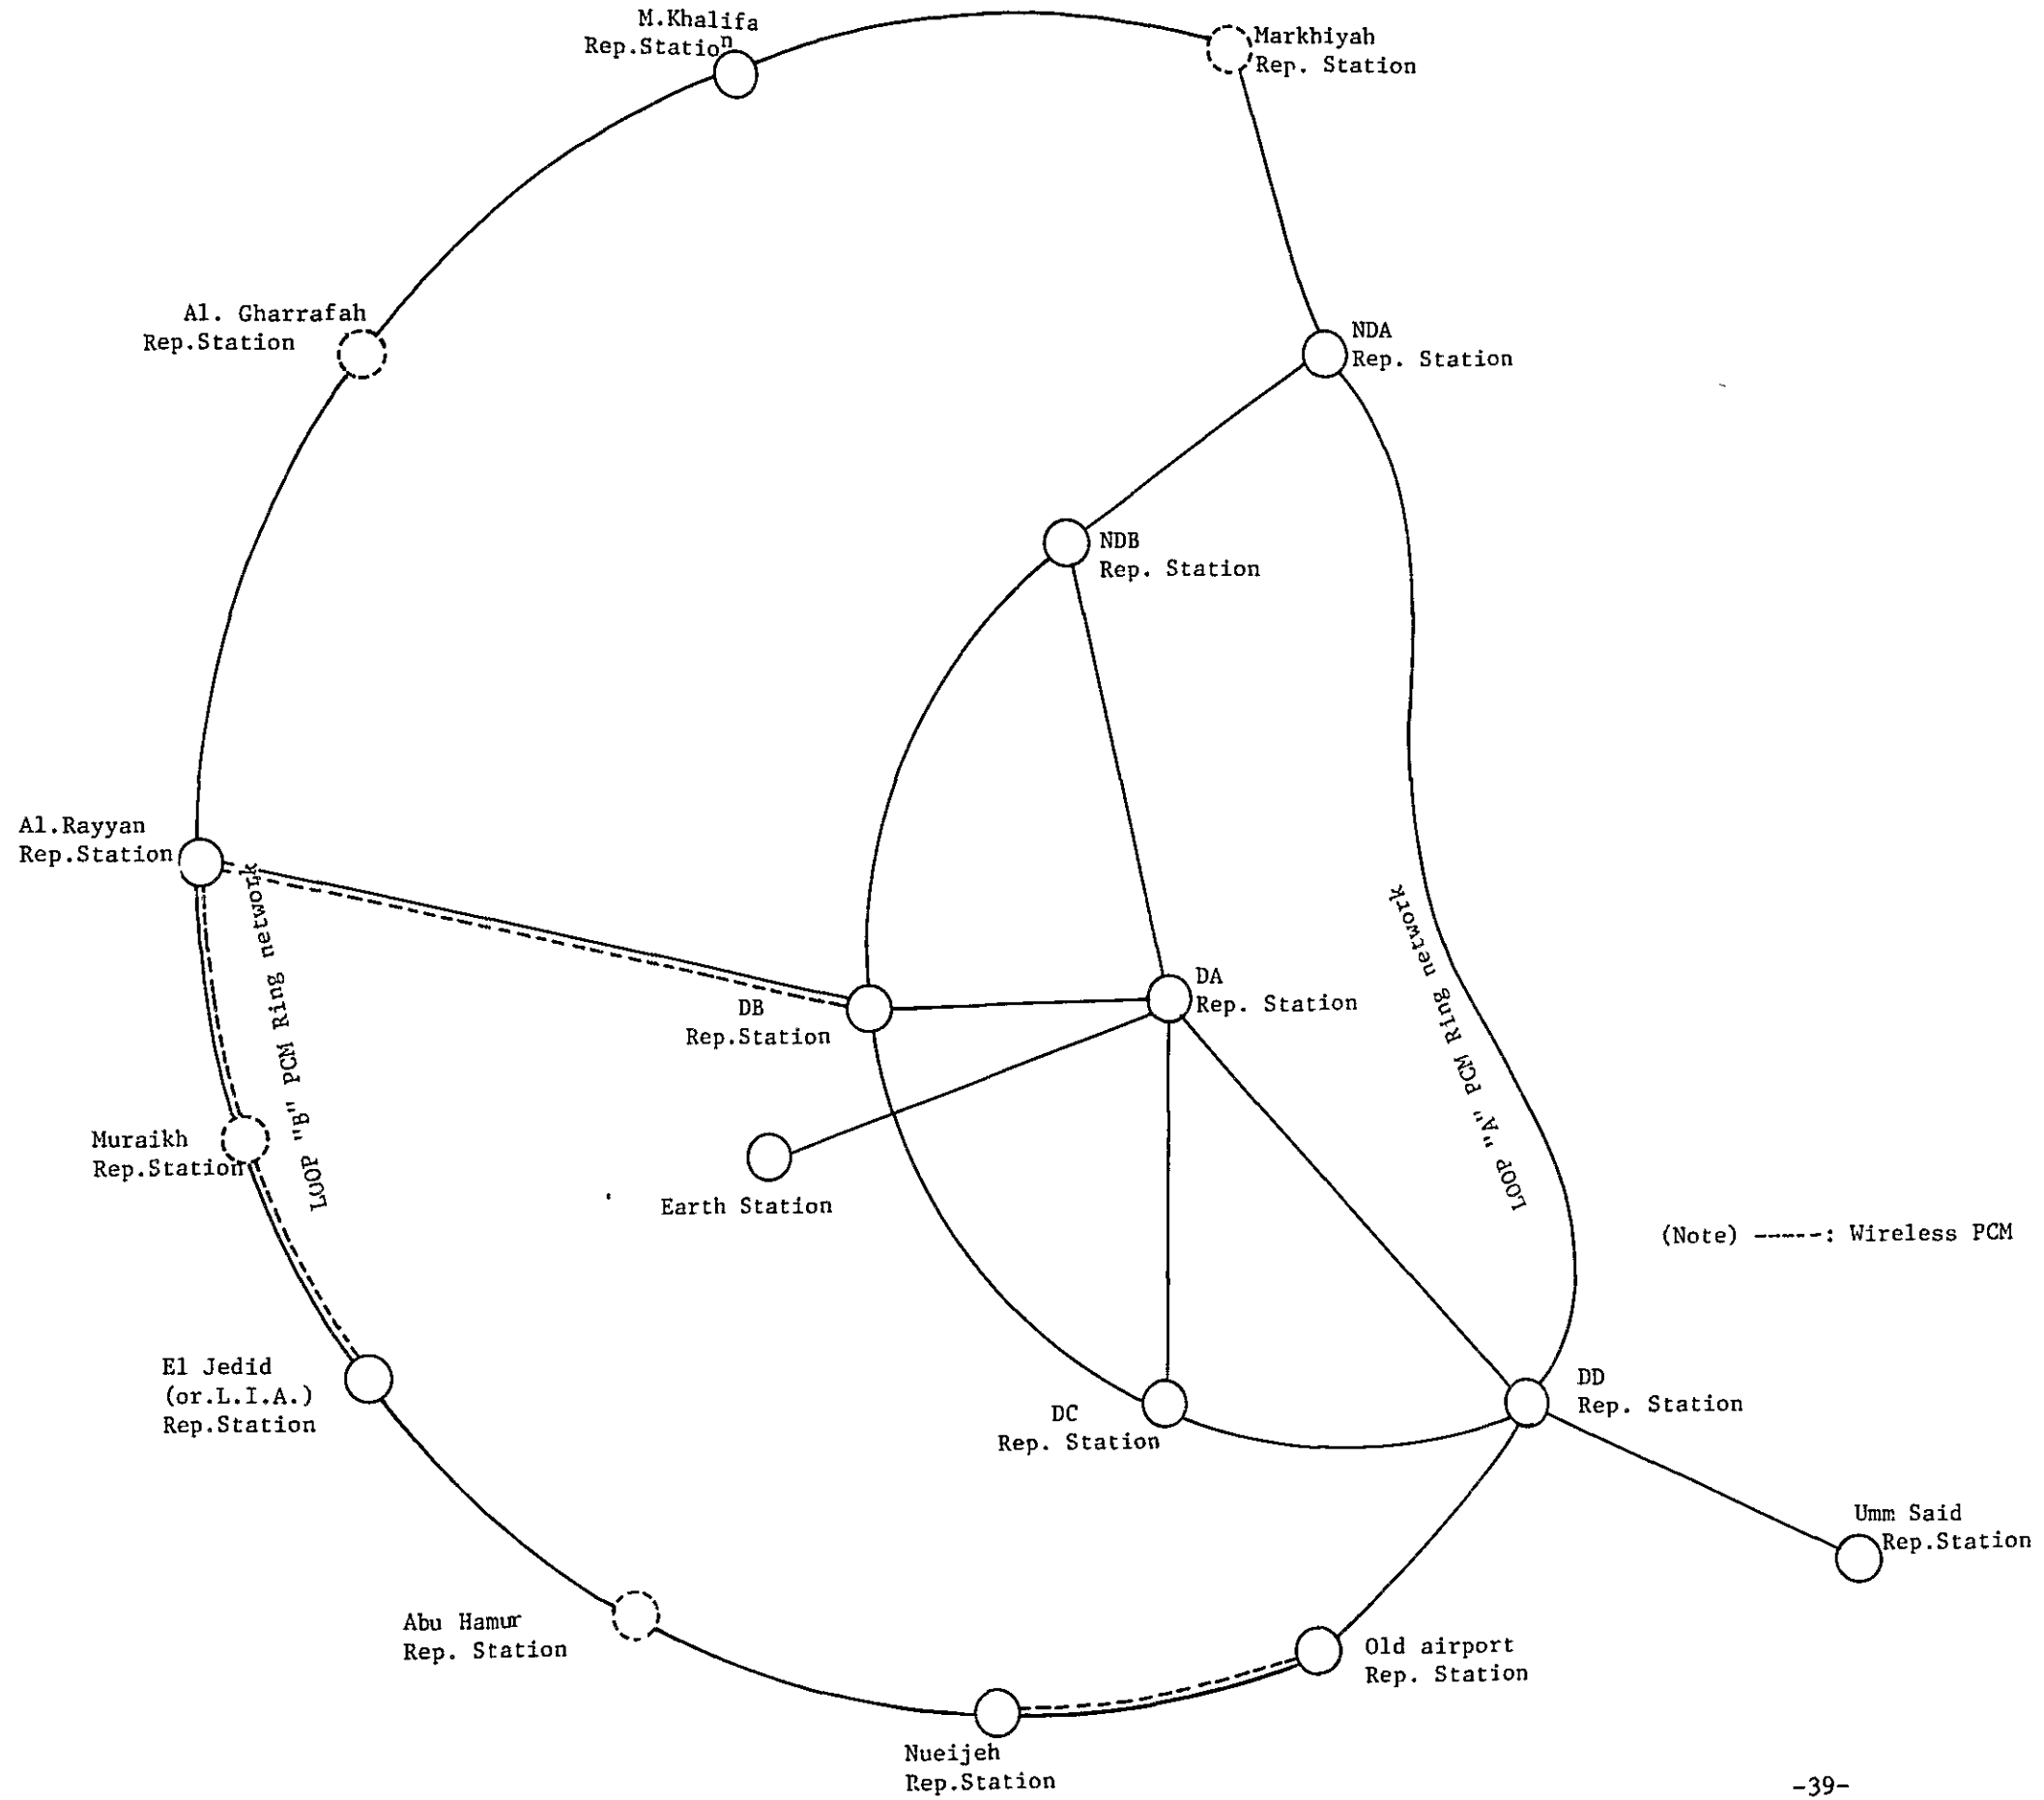 M.Khalifa
Rep.Station
Markhiyah
Rep. Station
Al. Gharrafah
Rep.Station
NDA
Rep. Station
NDB
Rep. Station
Al.Rayyan
Rep.Station
LOOP "B" PCM Ring network
LOOP "A" PCM Ring network
DA
Rep. Station
DB
Rep.Station
Muraikh
Rep.Station
Earth Station
(Note) -----: Wireless PCM
El Jedid
(or.L.I.A.)
Rep.Station
DD
Rep. Station
DC
Rep. Station
Umm Said
Rep.Station
Abu Hamur
Rep. Station
Old airport
Rep. Station
Nueijeh
Rep.Station
-39-